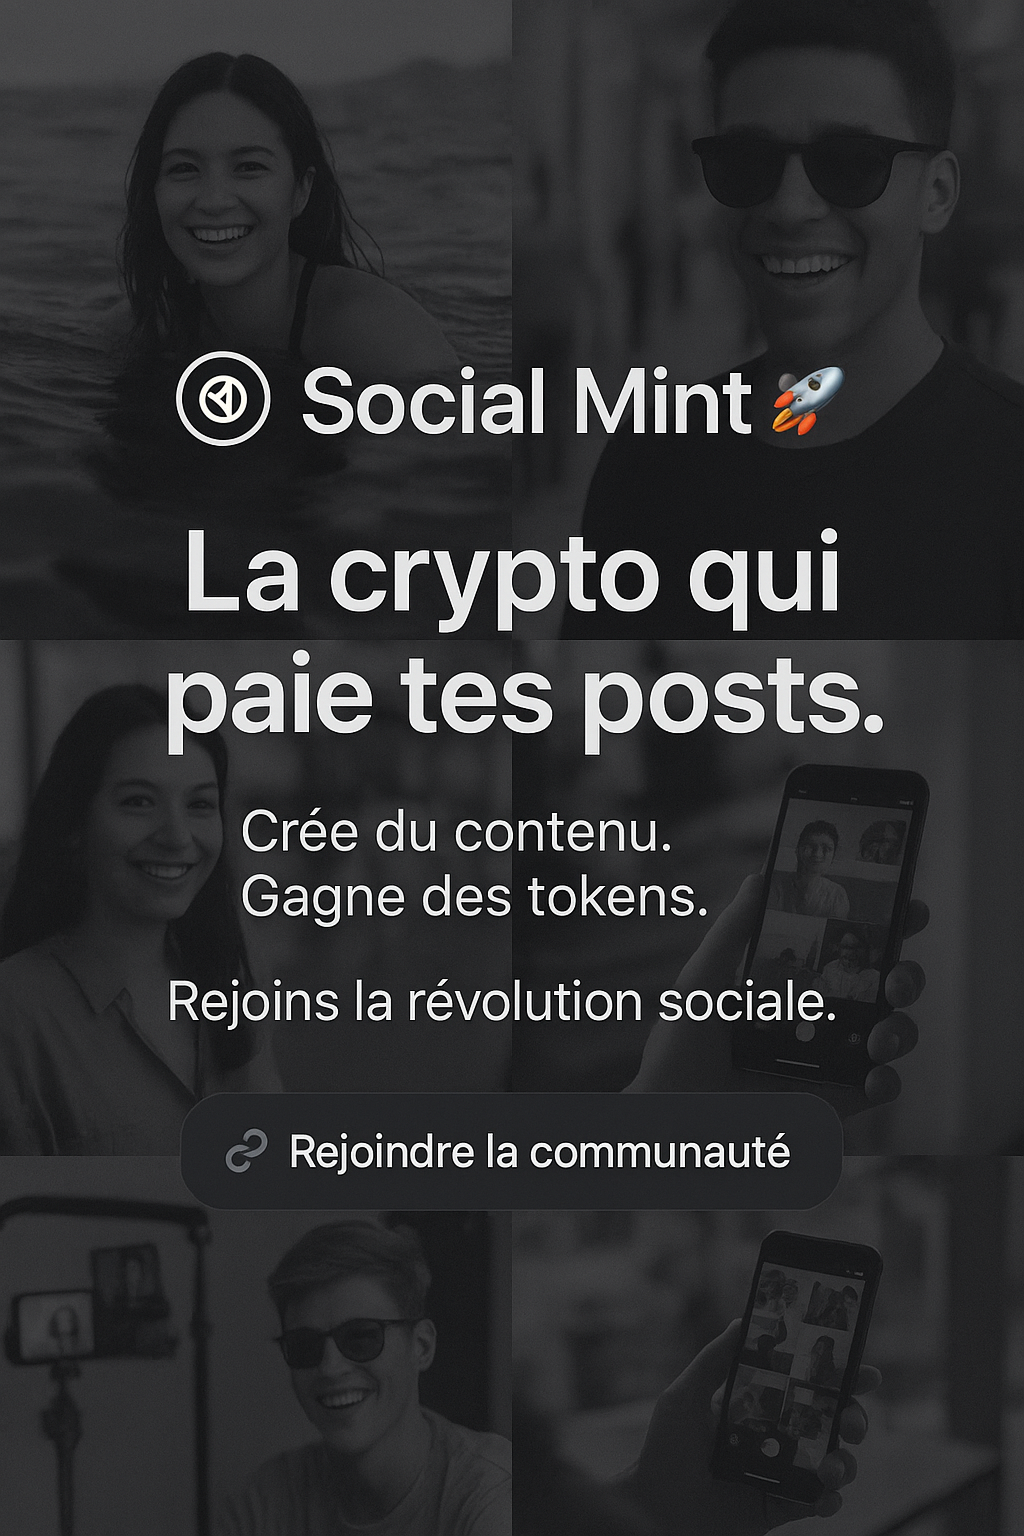 Social Mint 🚀
La crypto qui
paie tes posts.
Crée du contenu.
Gagne des tokens.
Rejoins la révolution sociale.
Rejoindre la communauté